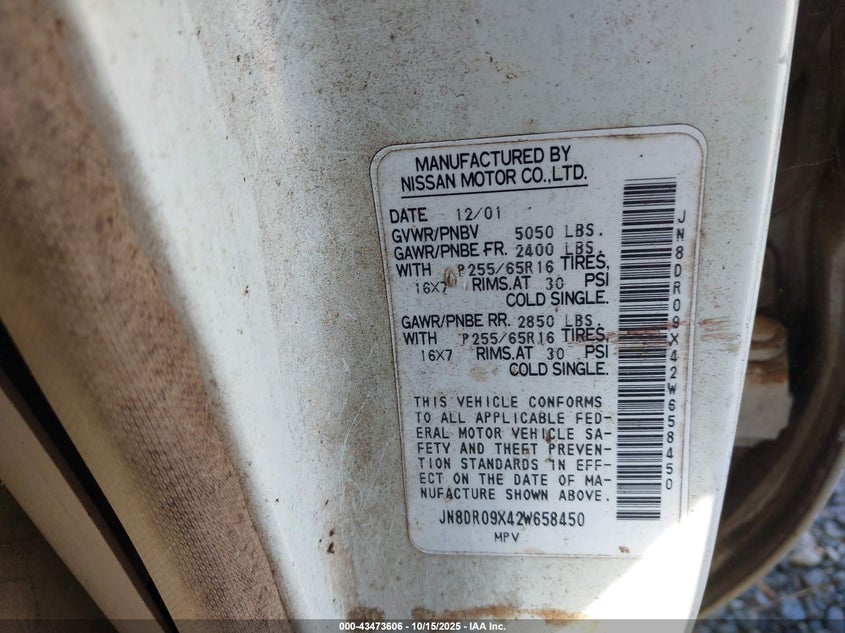 MANUFACTURED BY
NISSAN MOTOR CO.,LTD.
DATE 12/01
GVWR/PNBV 5050 LBS.
GAWR/PNBE FR. 2400 LBS.
WITH P255/65R16 TIRES,
16X7 RIMS.AT 30 PSI
COLD SINGLE.
GAWR/PNBE RR. 2850 LBS
WITH P255/65R16 TIRES,
16X7 RIMS.AT 30 PSI
COLD SINGLE.
THIS VEHICLE CONFORMS
TO ALL APPLICABLE FED-
ERAL MOTOR VEHICLE SA-
FETY AND THEFT PREVEN-
TION STANDARDS IN EFF-
ECT ON THE DATE OF MA-
NUFACTURE SHOWN ABOVE.
JN8DR09X42W658450
MPV
JN8DR09X42W658450
000-43473606 - 10/15/2025 - IAA Inc.